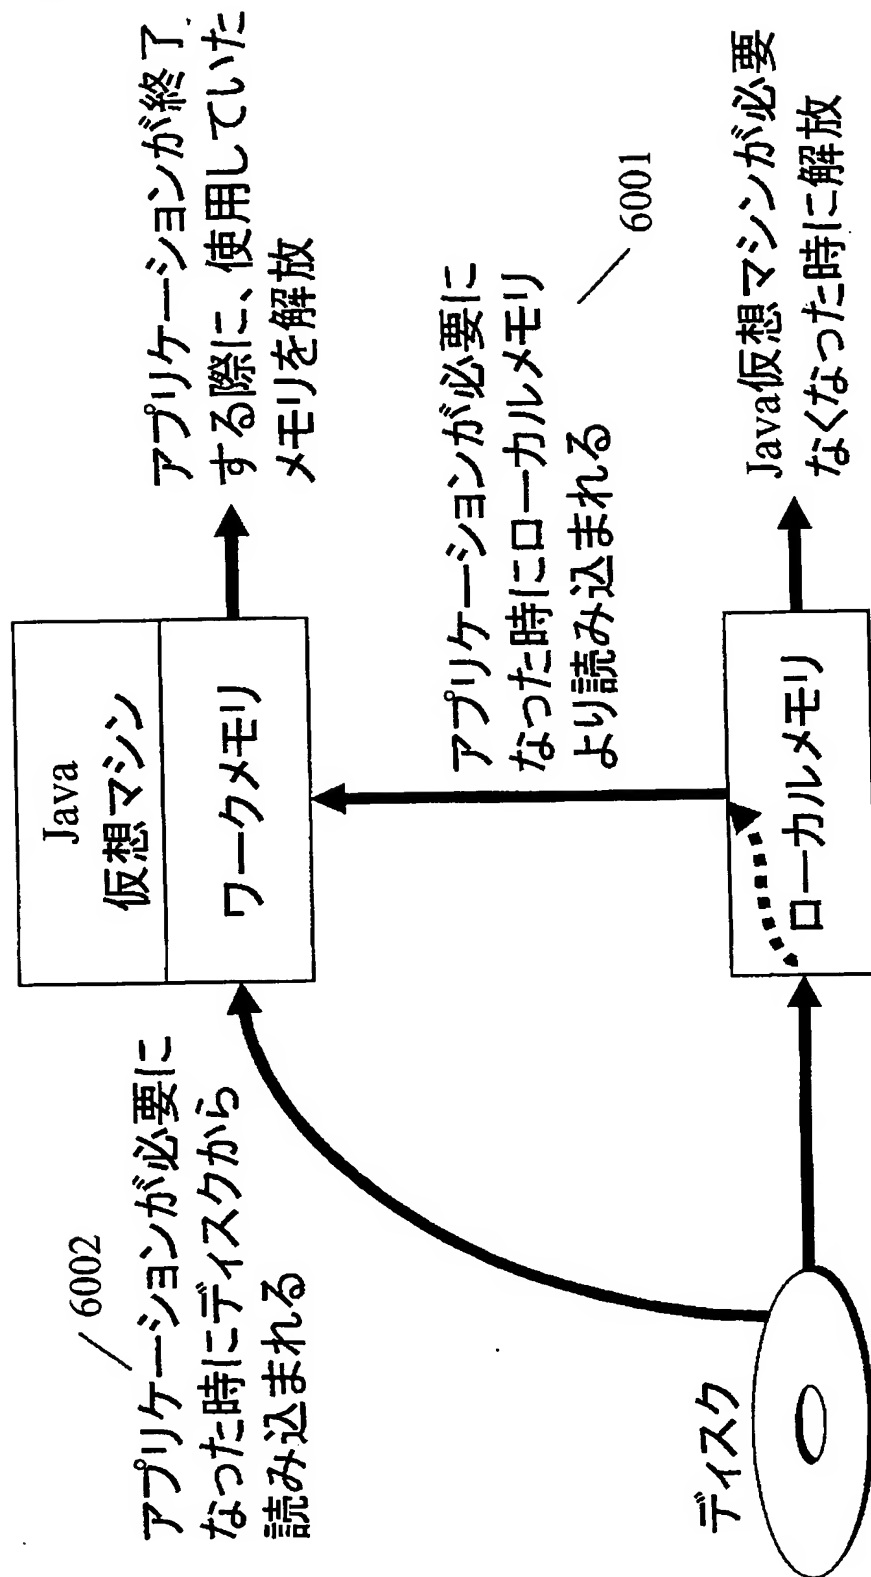 6002
アプリケーションが必要に
なった時にディスクから
読み込まれる
Java
仮想マシン
ワークメモリ
アプリケーションが終了
する際に、使用していた
メモリを解放
アプリケーションが必要に
なった時にローカルメモリ
より読み込まれる
6001
ディスク
ローカルメモリ
Java仮想マシンが必要
なくなった時に解放